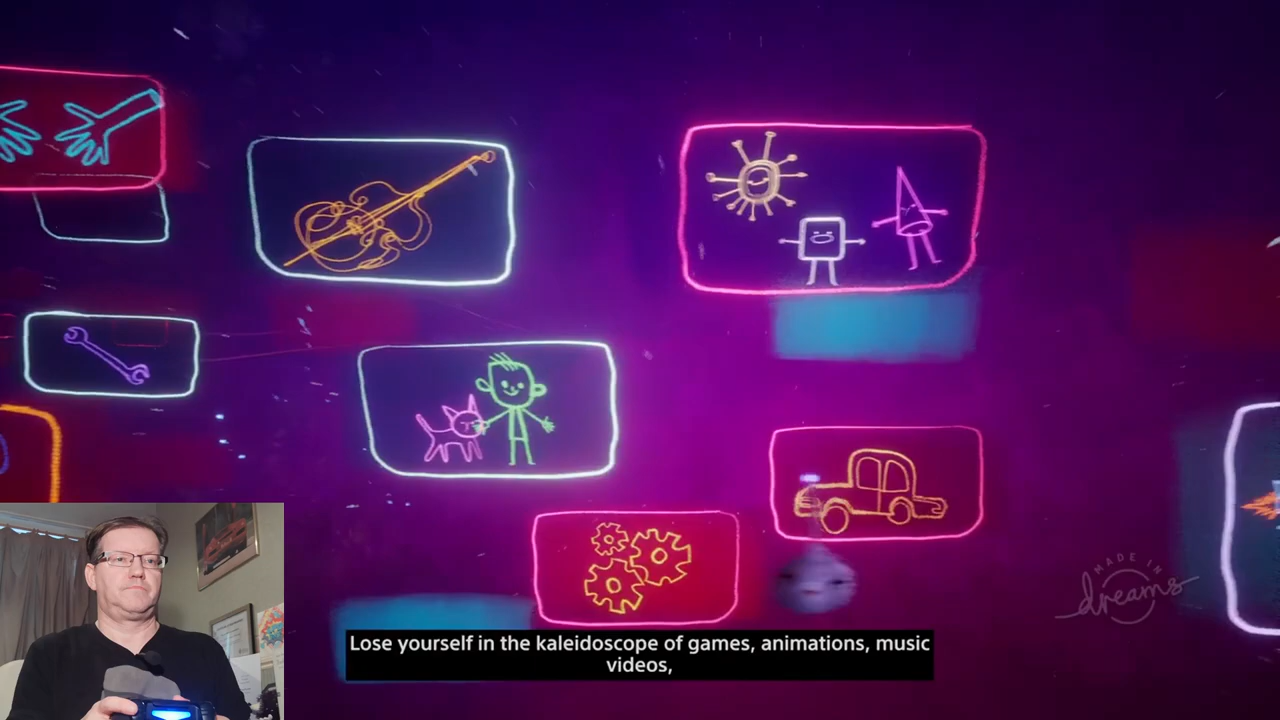 MADE IN
dreams
Lose yourself in the kaleidoscope of games, animations, music
videos,